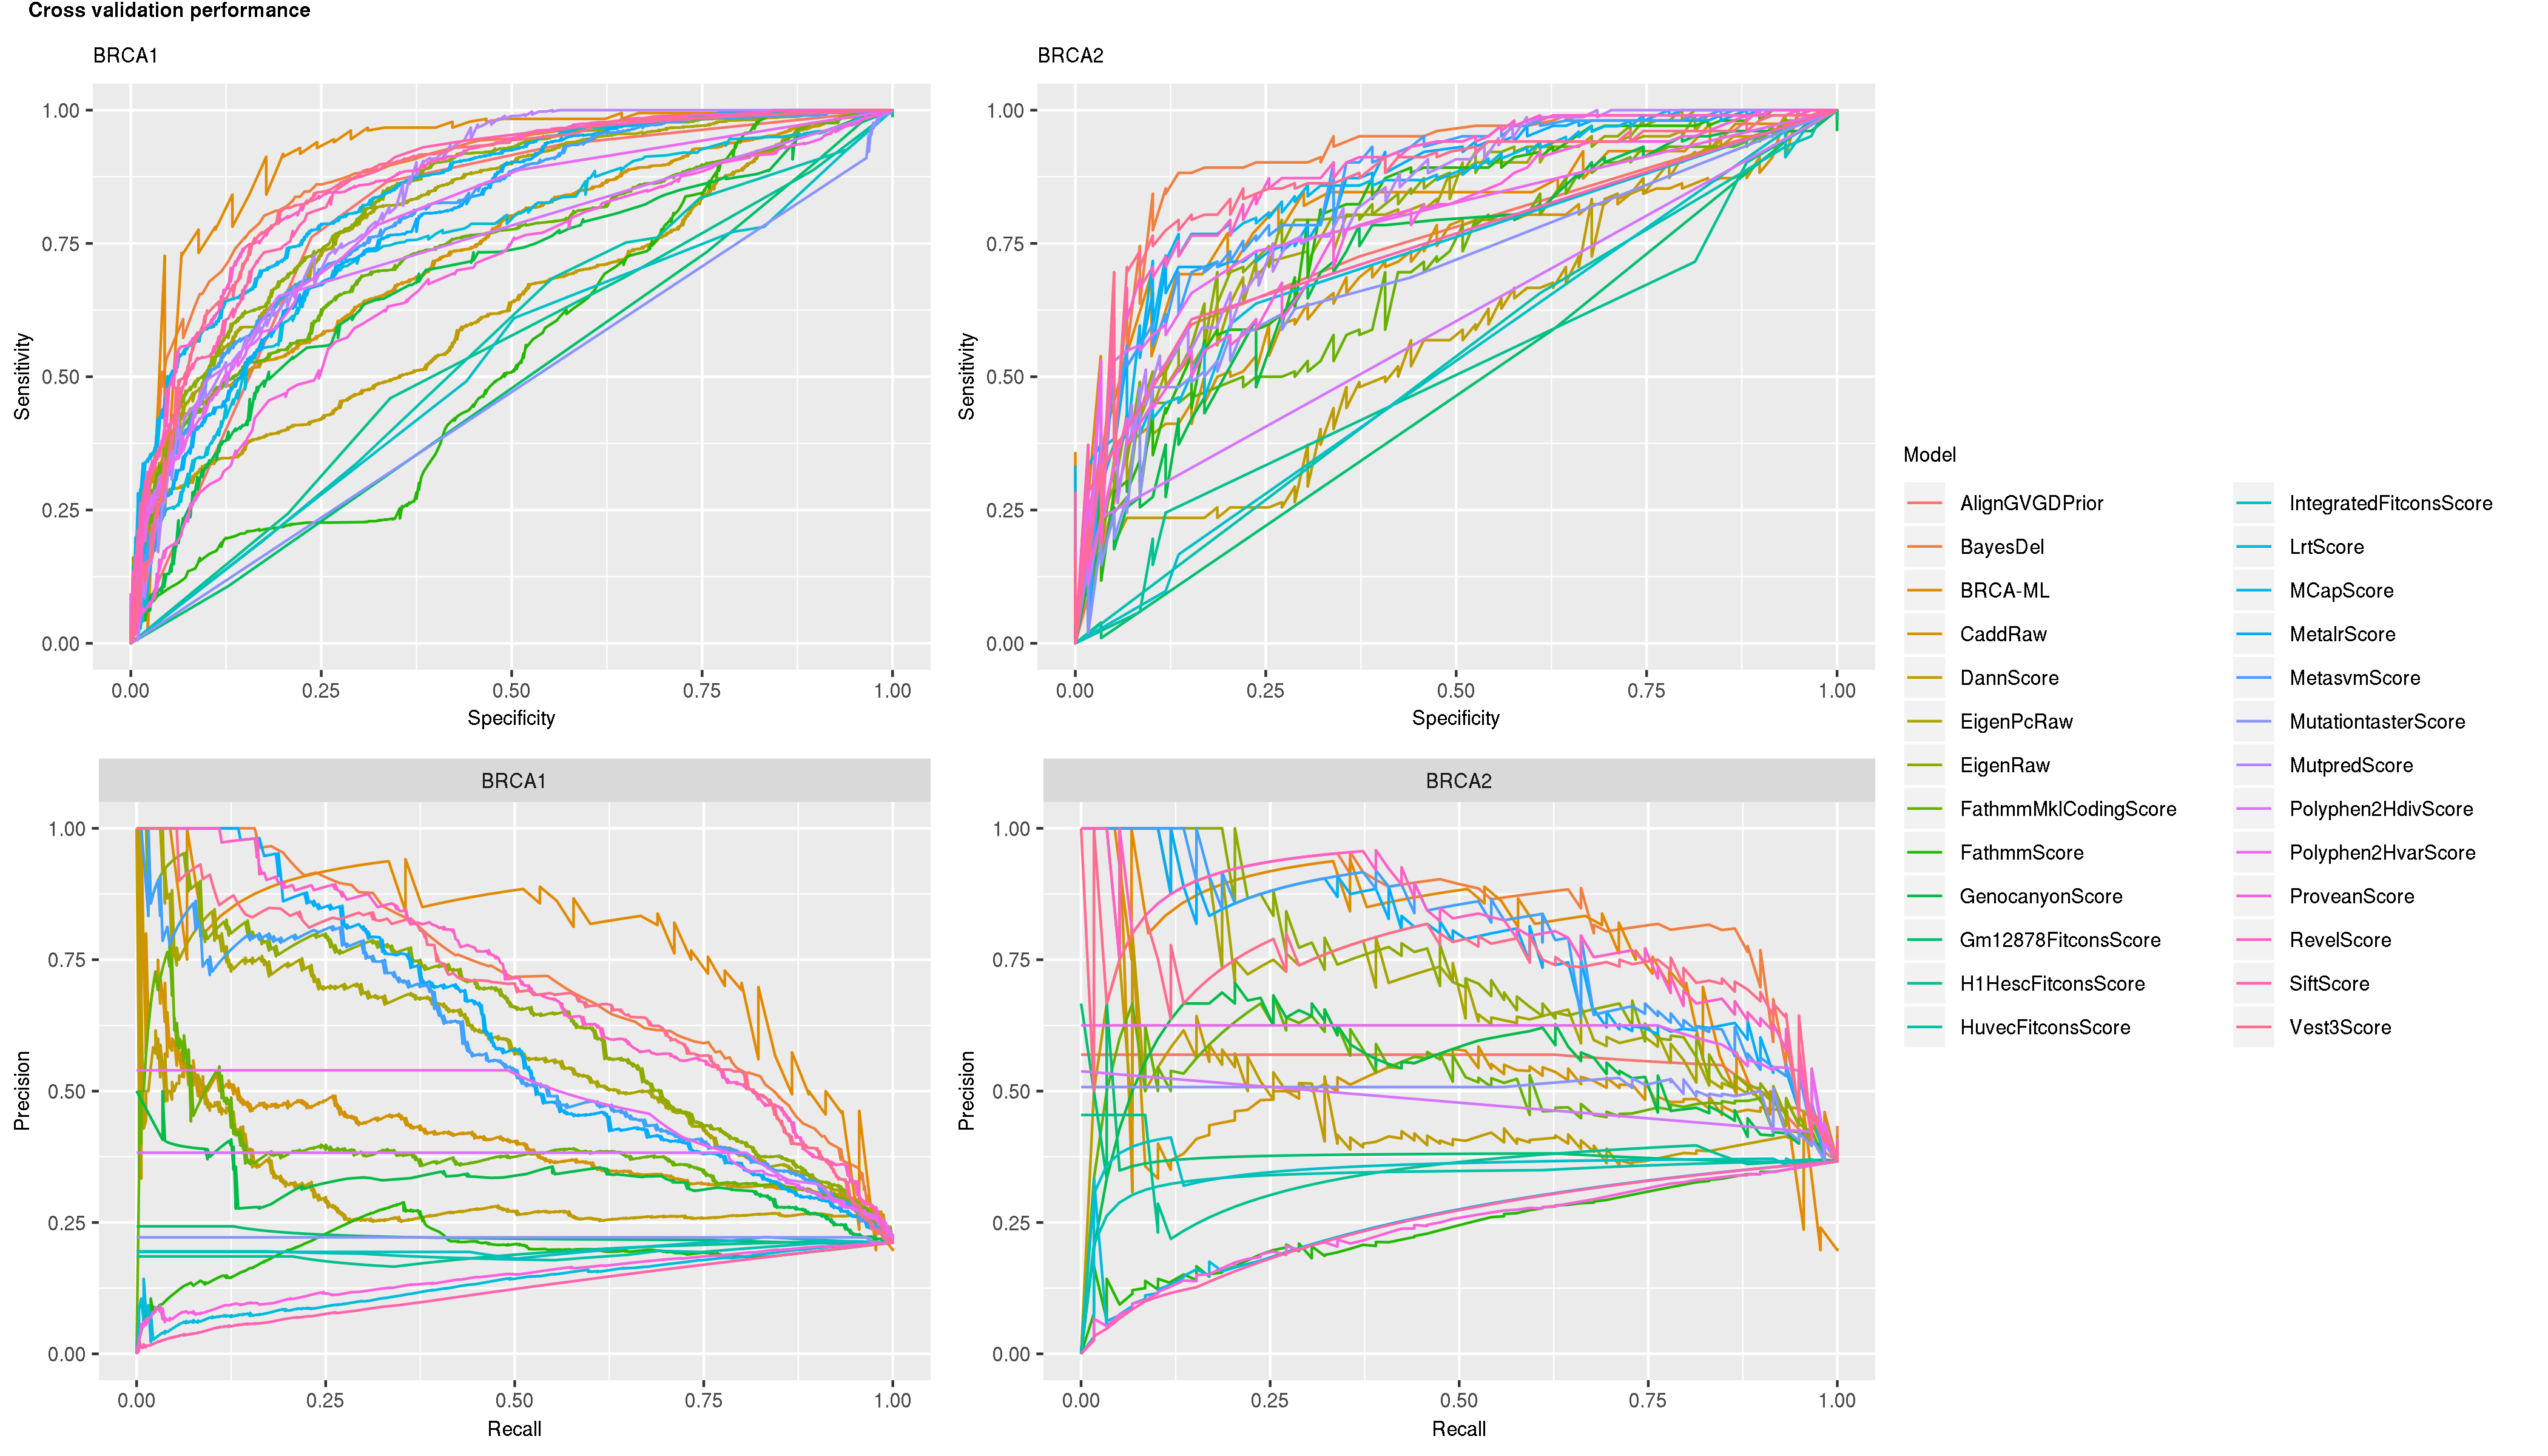 Cross validation performance
BRCA1
BRCA2
1.00
0.75
0.50
0.25
0.00
Sensitivity
0.00 0.25 0.50 0.75 1.00
Specificity
1.00
0.75
0.50
0.25
0.00
Sensitivity
0.00 0.25 0.50 0.75 1.00
Specificity
BRCA1
1.00
0.75
0.50
0.25
0.00
Precision
0.00 0.25 0.50 0.75 1.00
Recall
BRCA2
1.00
0.75
0.50
0.25
0.00
Precision
0.00 0.25 0.50 0.75 1.00
Recall
Model
AlignGVGDPrior
BayesDel
BRCA-ML
CaddRaw
DannScore
EigenPcRaw
EigenRaw
FathmmMklCodingScore
FathmmScore
GenocanyonScore
Gm12878FitconsScore
H1HescFitconsScore
HuvecFitconsScore
IntegratedFitconsScore
LrtScore
MCapScore
MetalrScore
MetasvmScore
MutationtasterScore
MutpredScore
Polyphen2HdivScore
Polyphen2HvarScore
ProveanScore
RevelScore
SiftScore
Vest3Score